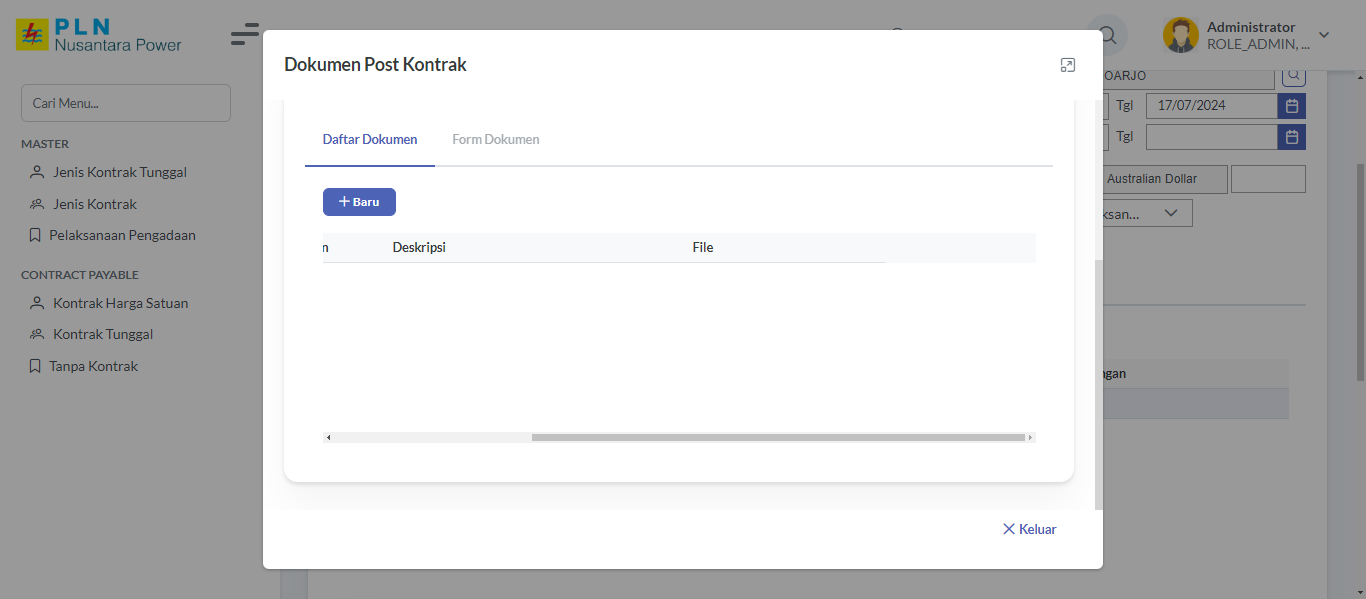 PLN
Nusantara Power
Administrator
ROLE_ADMIN, ...
Cari Menu...
MASTER
Jenis Kontrak Tunggal
Jenis Kontrak
Pelaksanaan Pengadaan
CONTRACT PAYABLE
Kontrak Harga Satuan
Kontrak Tunggal
Tanpa Kontrak
Dokumen Post Kontrak
Daftar Dokumen
Form Dokumen
Baru
n
Deskripsi
File
Keluar
OARJO
Tgl
17/07/2024
Tgl
Australian Dollar
ksan...
ngan